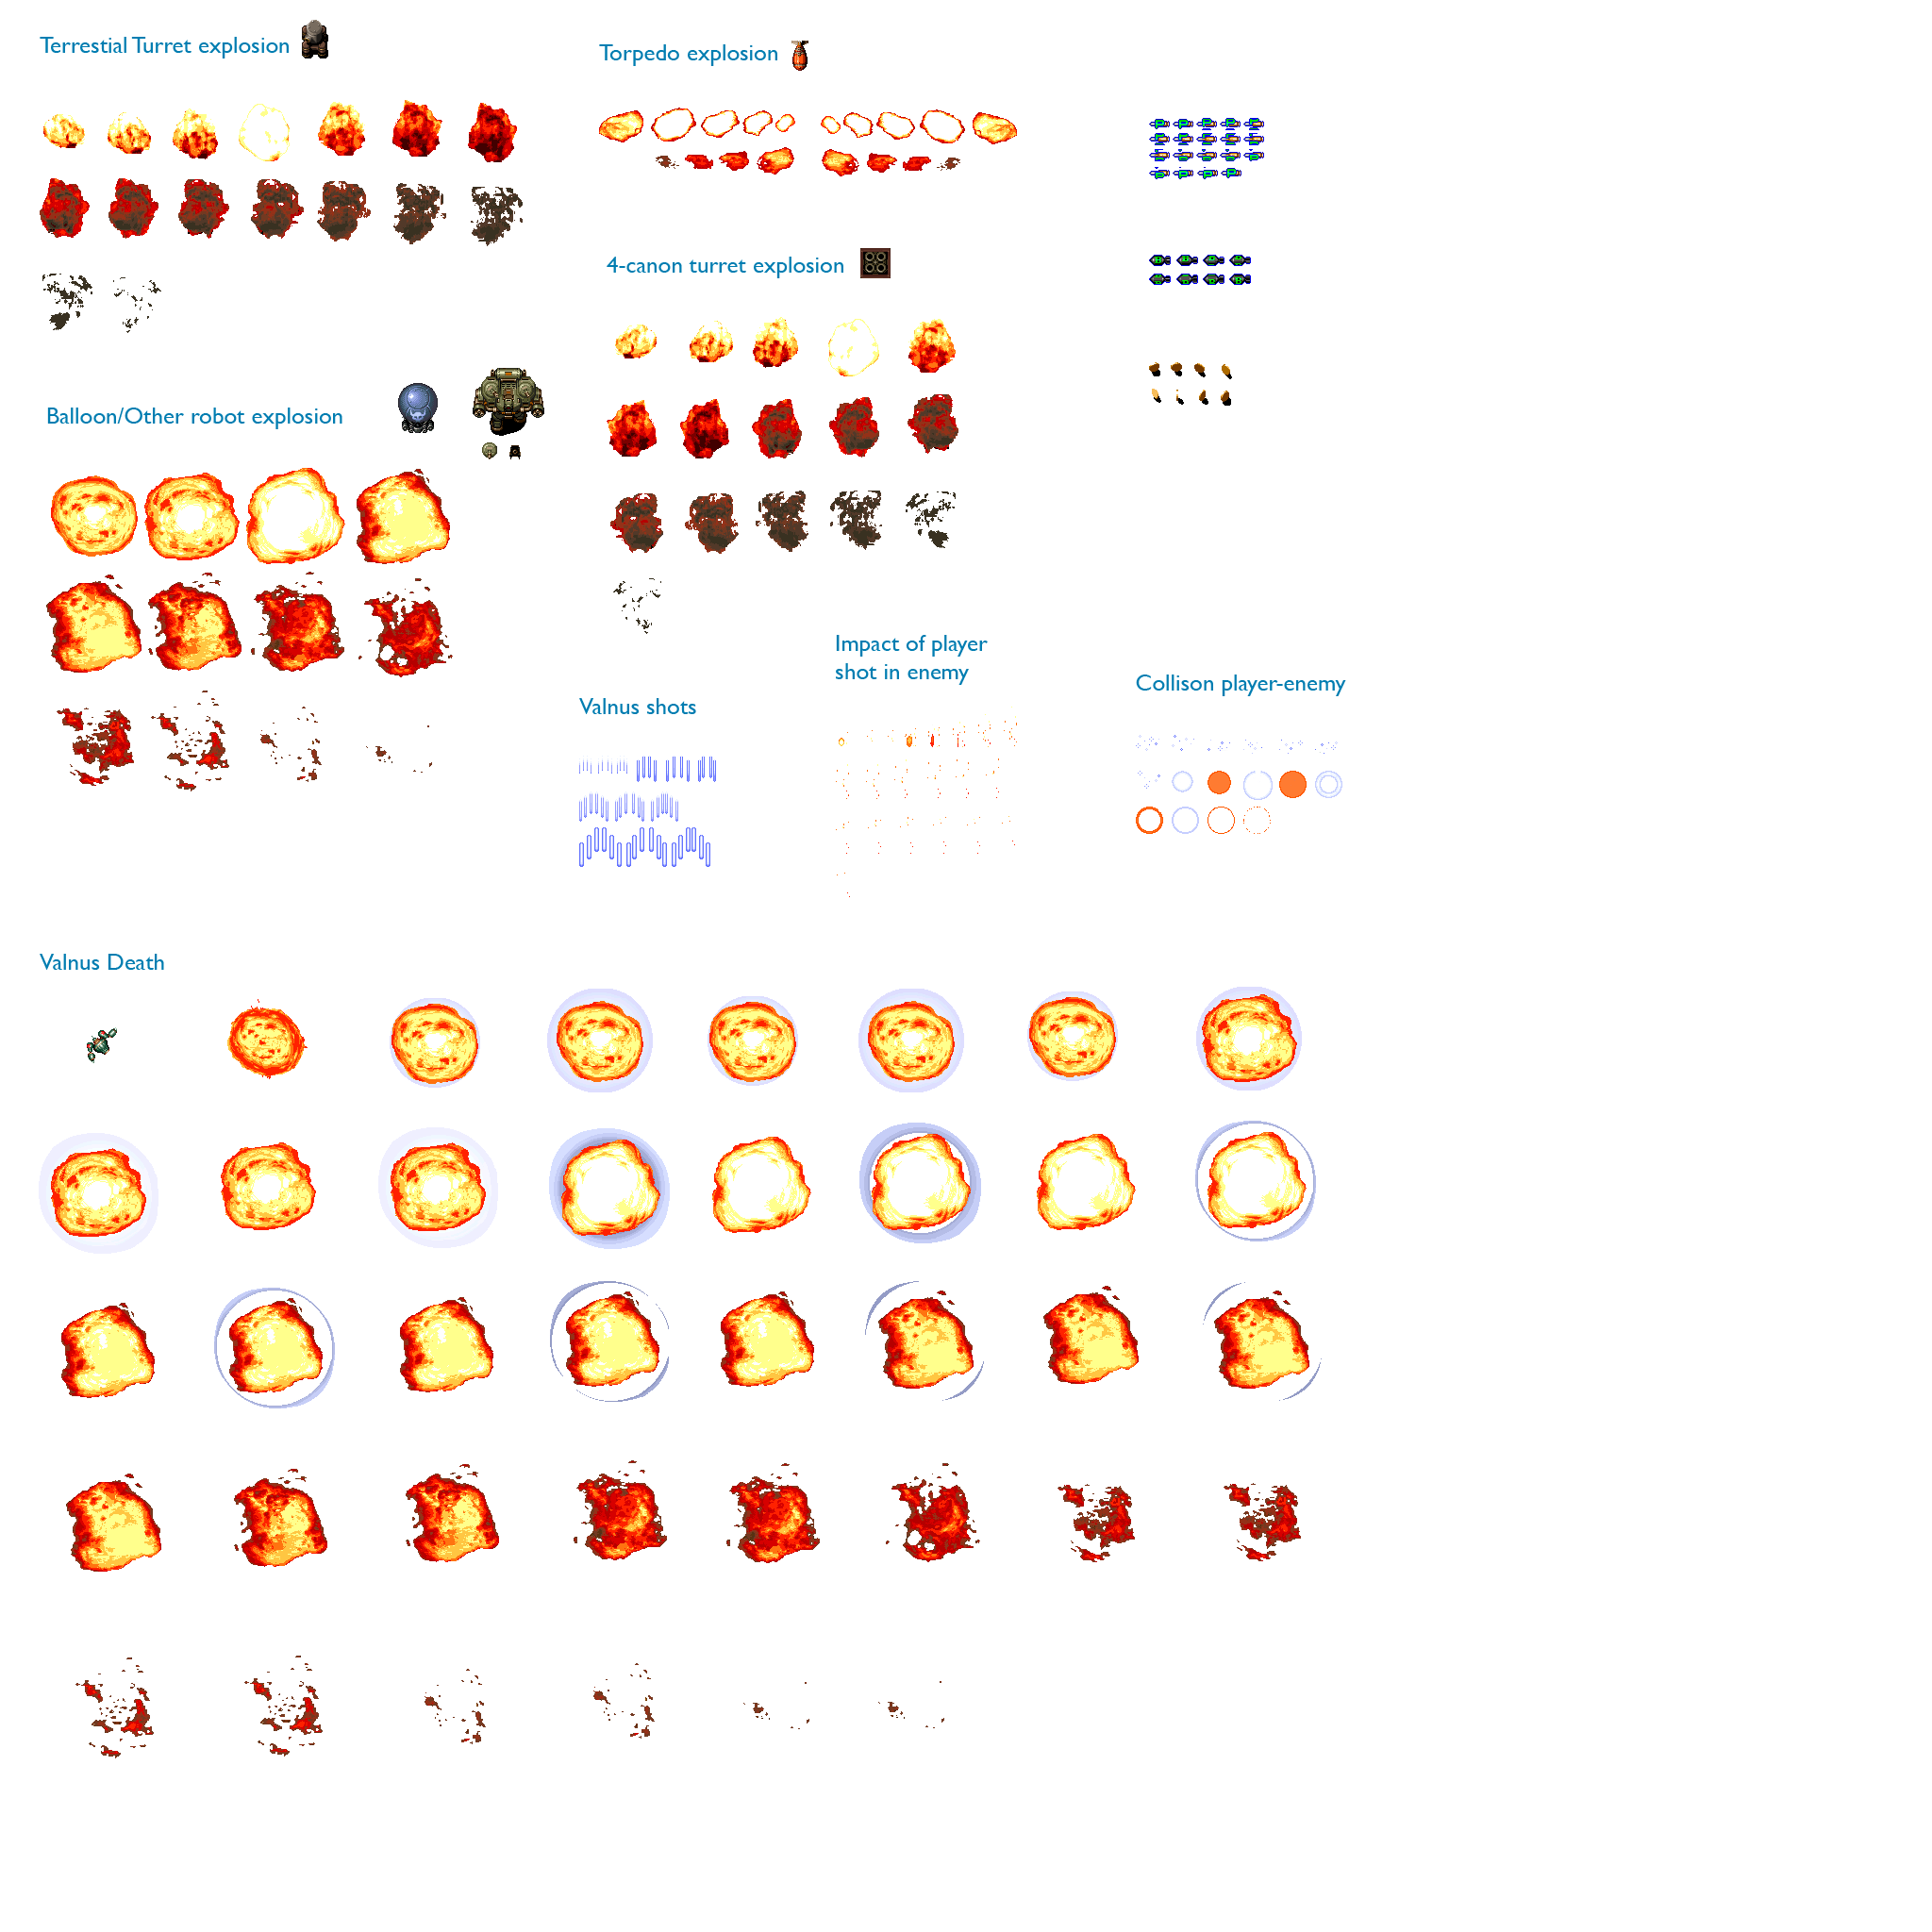 Terrestial Turret explosion
Torpedo explosion
4-canon turret explosion
Balloon/Other robot explosion
Impact of player
shot in enemy
Collison player-enemy
Valnus shots
Valnus Death